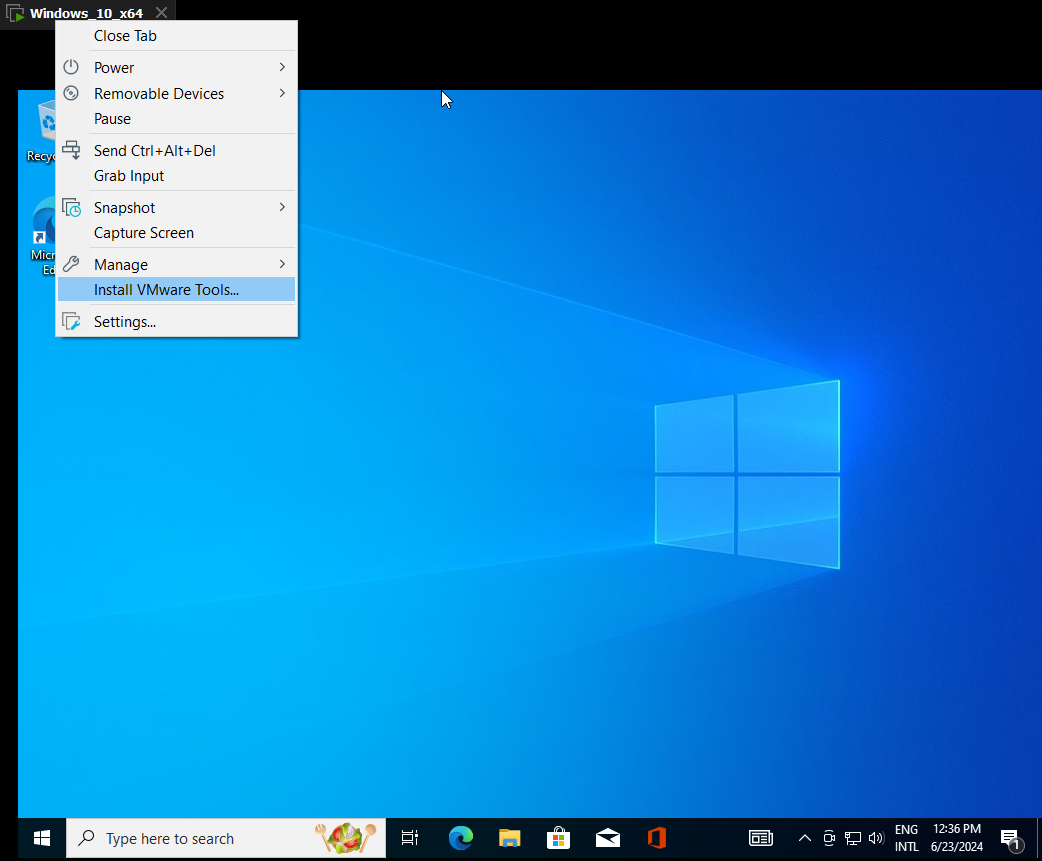 Windows_10_x64
Close Tab
Power
Removable Devices
Pause
Send Ctrl+Alt+Del
Grab Input
Snapshot
Capture Screen
Manage
Install VMware Tools...
Settings...
Recyc
Micr
Ed
Type here to search
ENG
INTL
12:36 PM
6/23/2024
1